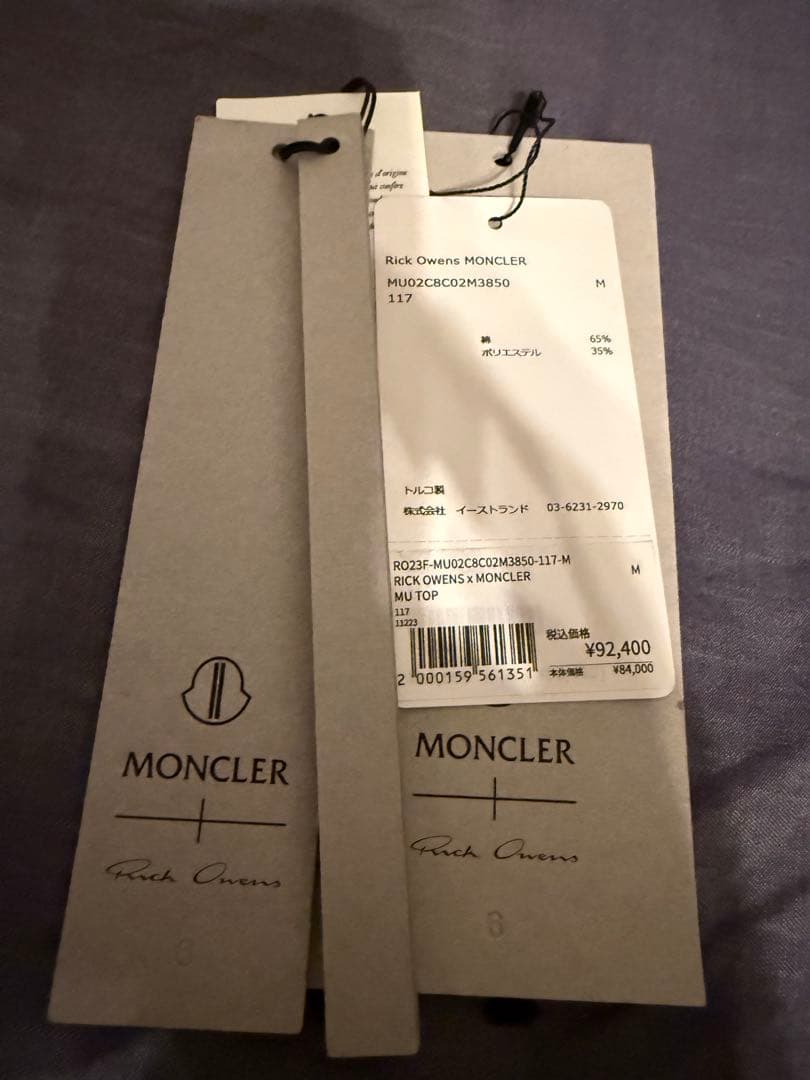 d'origine
Rick Owens MONCLER
MU02C8C02M3850 M
117
綿 65%
ポリエステル 35%
トルコ製
株式会社 イーストランド 03-6231-2970
RO23F-MU02C8C02M3850-117-M
RICK OWENS x MONCLER M
MU TOP
117
11223
税込価格
¥92,400
本体価格 ¥84,000
2 000159 561351
MONCLER
Rick Owens
MONCLER
Rick Owens